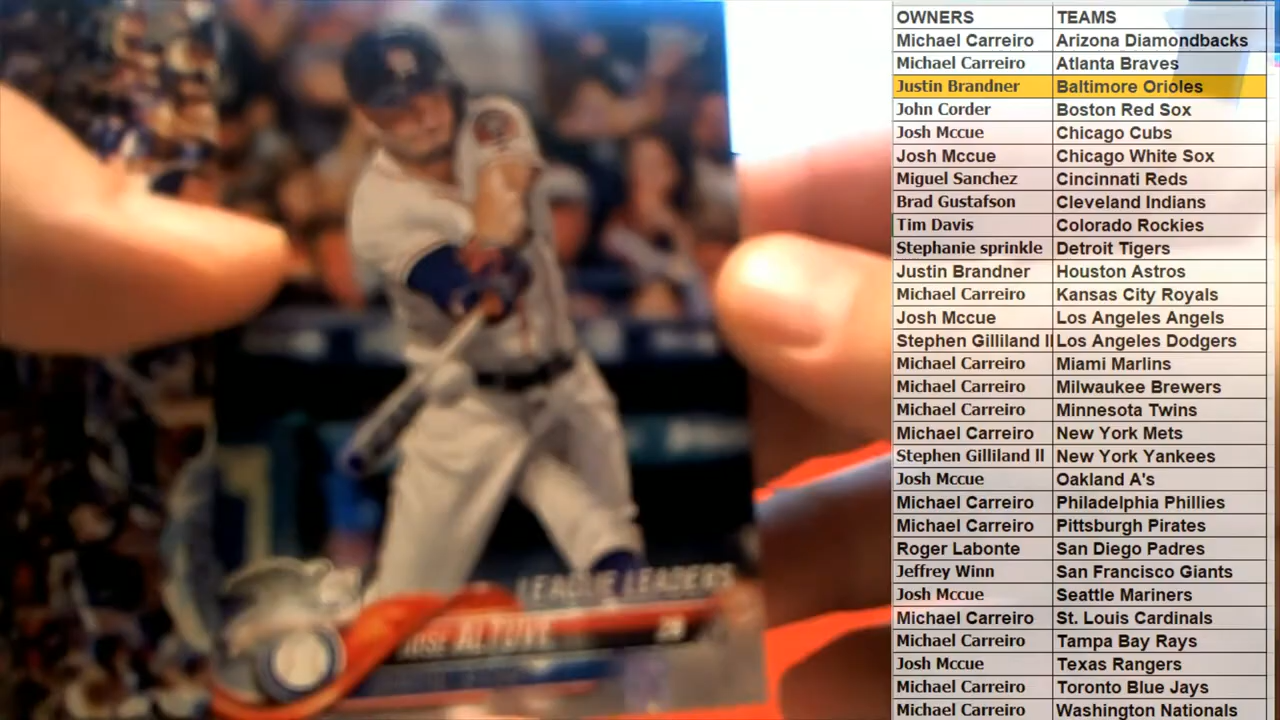 LEAGUE LEADERS
JOSE ALTUVE
OWNERS TEAMS
Michael Carreiro Arizona Diamondbacks
Michael Carreiro Atlanta Braves
Justin Brandner Baltimore Orioles
John Corder Boston Red Sox
Josh Mccue Chicago Cubs
Josh Mccue Chicago White Sox
Miguel Sanchez Cincinnati Reds
Brad Gustafson Cleveland Indians
Tim Davis Colorado Rockies
Stephanie sprinkle Detroit Tigers
Justin Brandner Houston Astros
Michael Carreiro Kansas City Royals
Josh Mccue Los Angeles Angels
Stephen Gilliland II Los Angeles Dodgers
Michael Carreiro Miami Marlins
Michael Carreiro Milwaukee Brewers
Michael Carreiro Minnesota Twins
Michael Carreiro New York Mets
Stephen Gilliland II New York Yankees
Josh Mccue Oakland A's
Michael Carreiro Philadelphia Phillies
Michael Carreiro Pittsburgh Pirates
Roger Labonte San Diego Padres
Jeffrey Winn San Francisco Giants
Josh Mccue Seattle Mariners
Michael Carreiro St. Louis Cardinals
Michael Carreiro Tampa Bay Rays
Josh Mccue Texas Rangers
Michael Carreiro Toronto Blue Jays
Michael Carreiro Washington Nationals